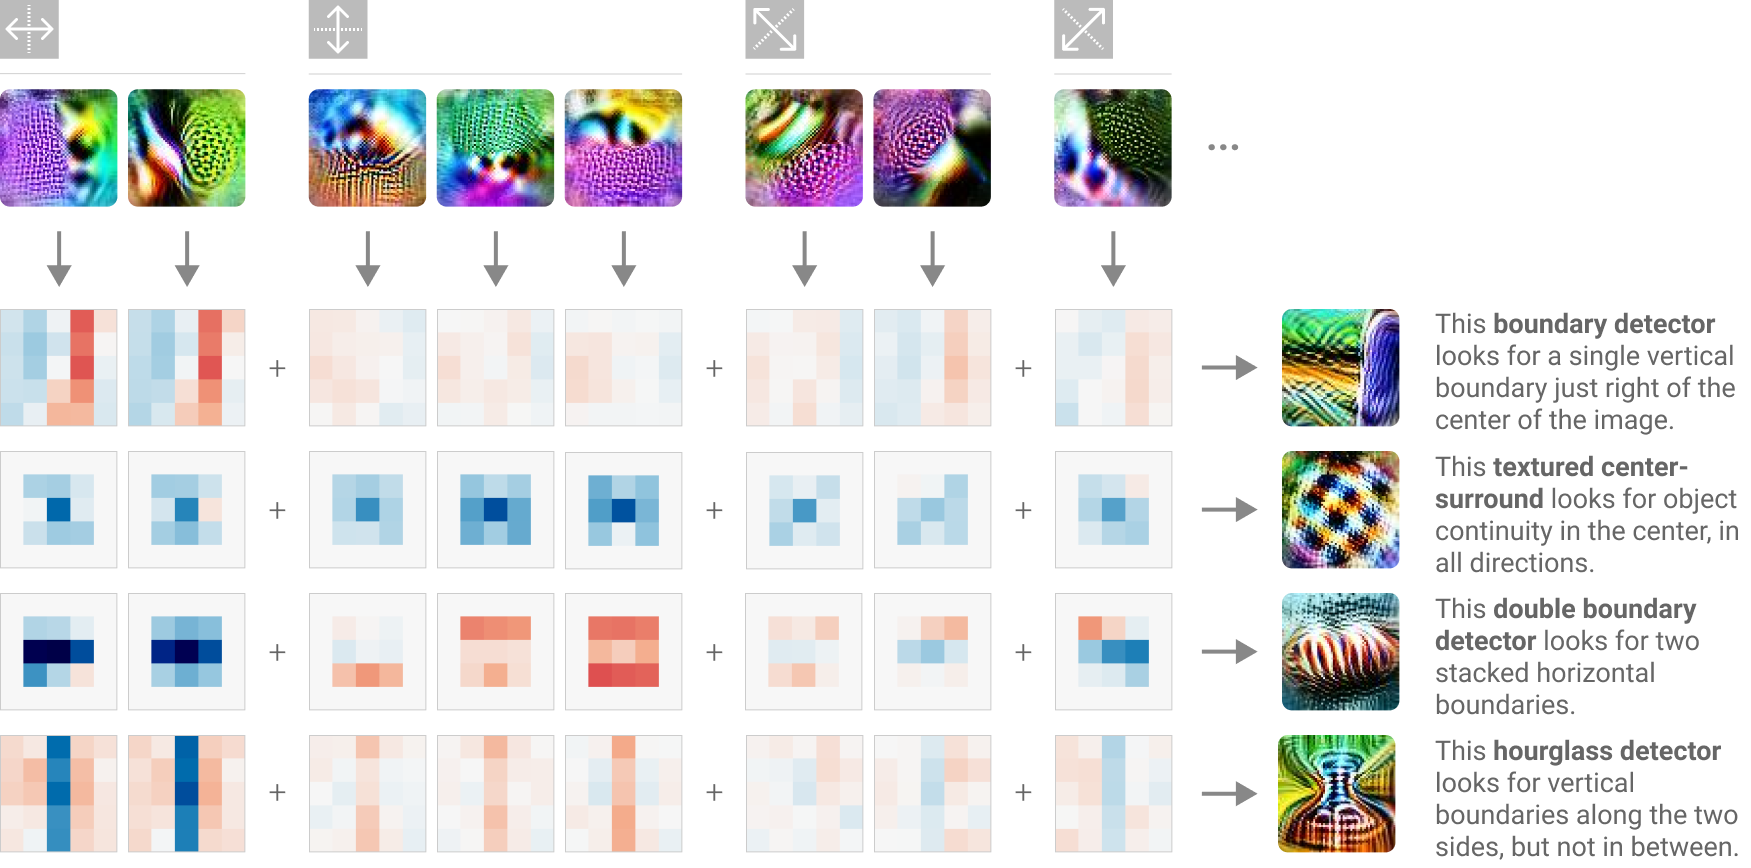 ...
+ + +
This boundary detector
looks for a single vertical
boundary just right of the
center of the image.
+ + +
This textured center-
surround looks for object
continuity in the center, in
all directions.
+ + +
This double boundary
detector looks for two
stacked horizontal
boundaries.
+ + +
This hourglass detector
looks for vertical
boundaries along the two
sides, but not in between.